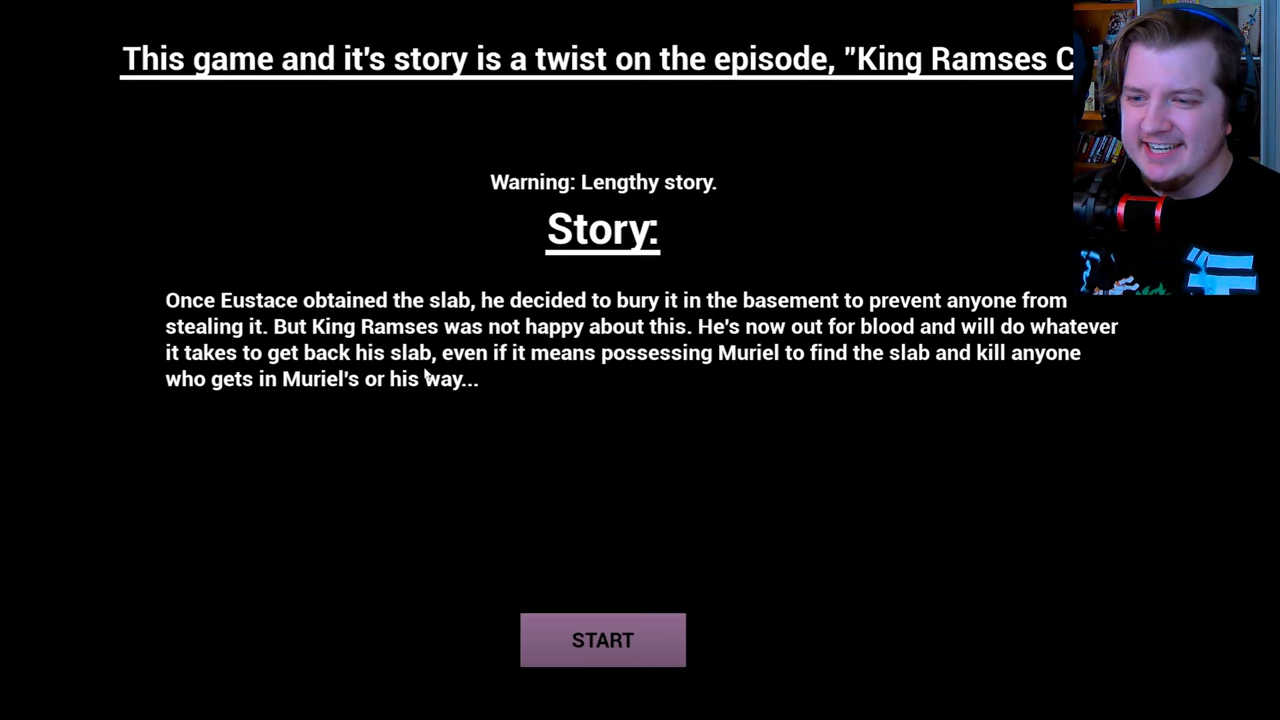 This game and it's story is a twist on the episode, "King Ramses C
Warning: Lengthy story.
Story:
Once Eustace obtained the slab, he decided to bury it in the basement to prevent anyone from
stealing it. But King Ramses was not happy about this. He's now out for blood and will do whatever
it takes to get back his slab, even if it means possessing Muriel to find the slab and kill anyone
who gets in Muriel's or his way...
START